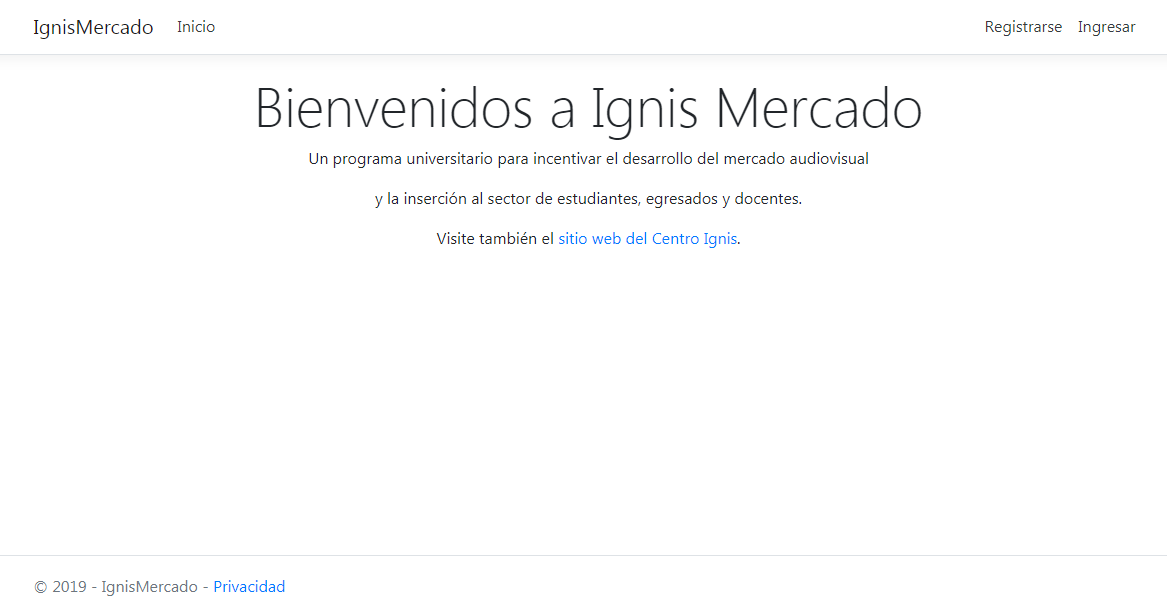 IgnisMercado Inicio Registrarse Ingresar
Bienvenidos a Ignis Mercado
Un programa universitario para incentivar el desarrollo del mercado audiovisual
y la inserción al sector de estudiantes, egresados y docentes.
Visite también el sitio web del Centro Ignis.
© 2019 - IgnisMercado - Privacidad